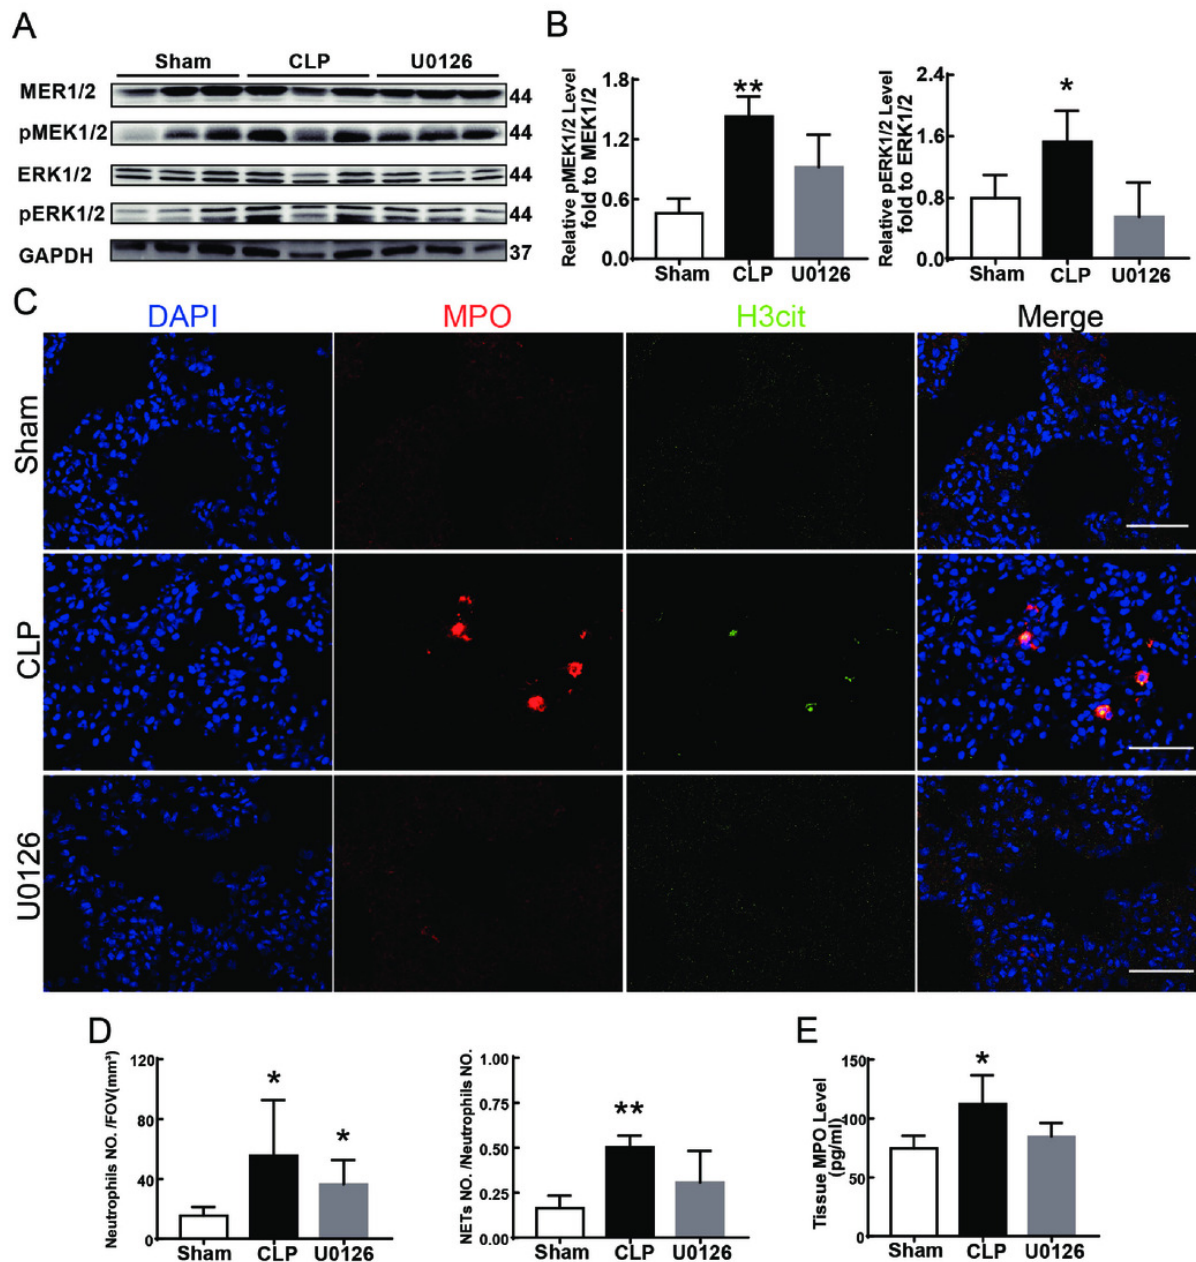 A
Sham CLP U0126
MER1/2 44
pMEK1/2 44
ERK1/2 44
pERK1/2 44
GAPDH 37
B
Relative pMEK1/2 Level
fold to MEK1/2
1.8
1.2
0.6
0.0
**
Sham CLP U0126
Relative pERK1/2 Level
fold to ERK1/2
2.4
1.6
0.8
0.0
*
Sham CLP U0126
C
DAPI MPO H3cit Merge
Sham
CLP
U0126
D
Neutrophils NO. /FOV(mm³)
120
80
40
0
* *
Sham CLP U0126
NETs NO. /Neutrophils NO.
1.00
0.75
0.50
0.25
0.00
**
Sham CLP U0126
E
Tissue MPO Level
(pg/ml)
150
100
50
0
*
Sham CLP U0126